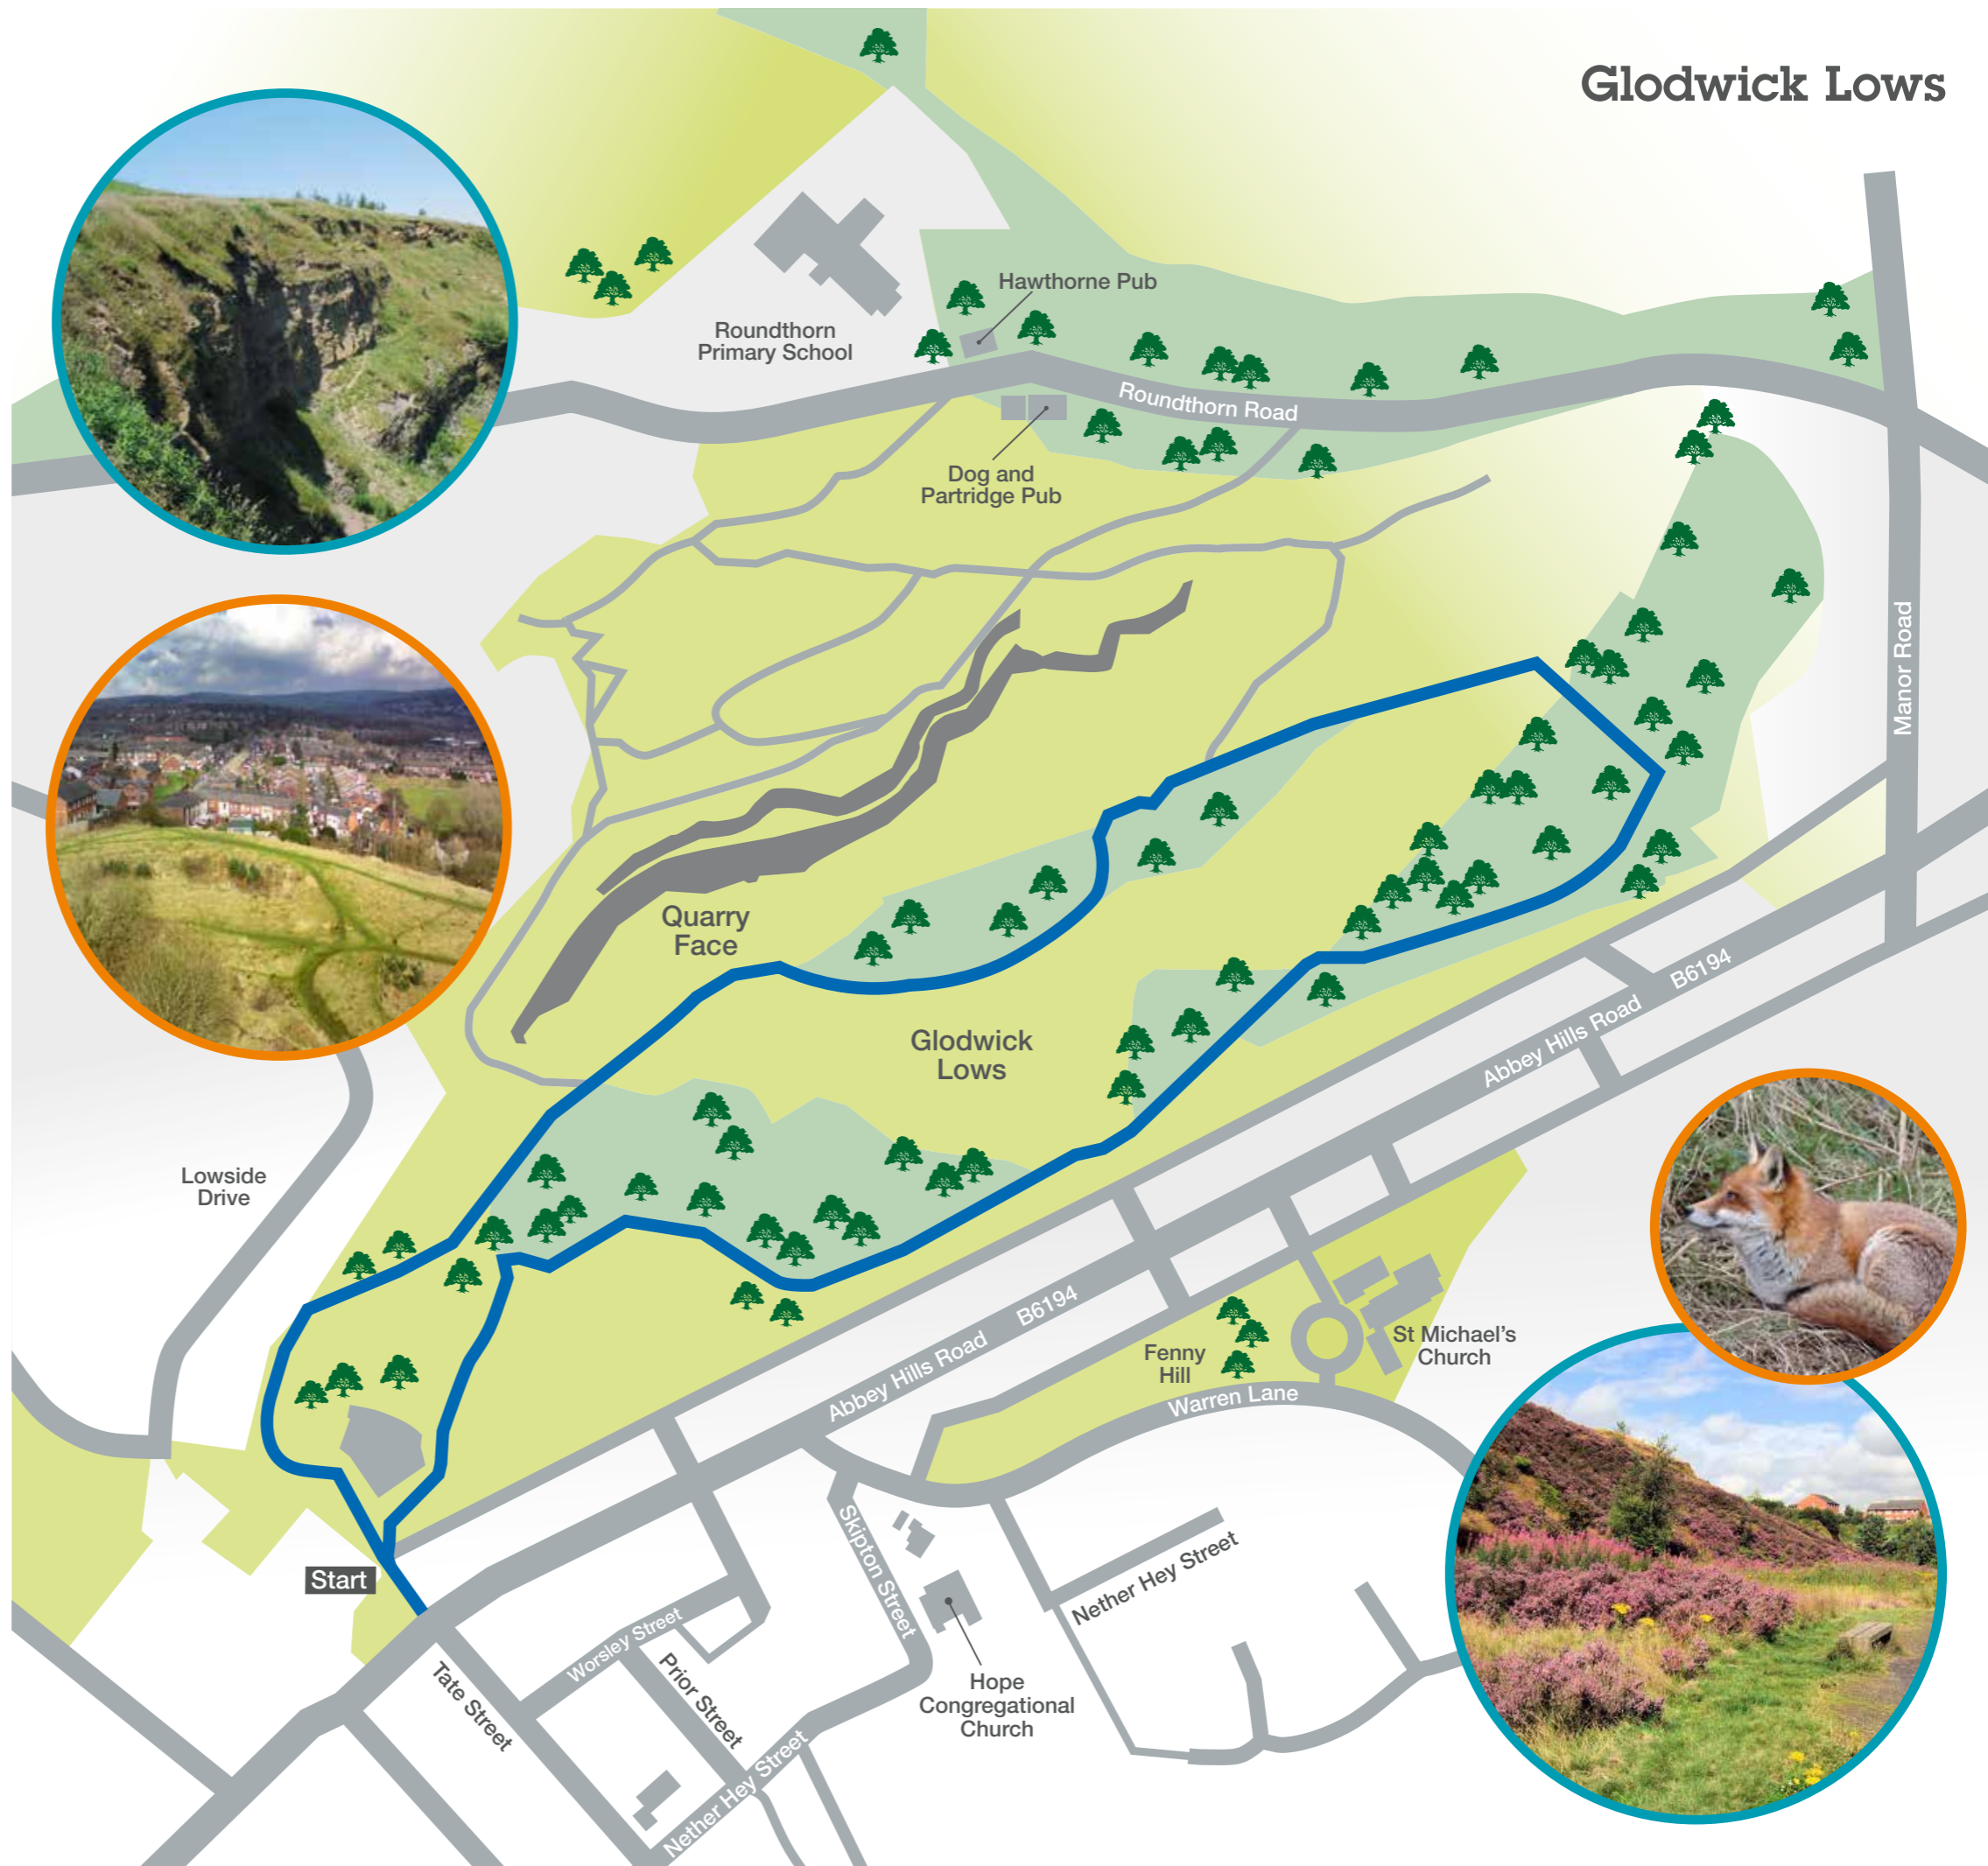 Glodwick Lows
Hawthorne Pub
Roundthorn
Primary School
Roundthorn Road
Dog and
Partridge Pub
Manor Road
Quarry
Face
Glodwick
Lows
B6194
Abbey Hills Road
Lowside
Drive
B6194
Abbey Hills Road
Fenny
Hill
St Michael's
Church
Warren Lane
Start
Skipton Street
Nether Hey Street
Worsley Street
Prior Street
Tate Street
Hope
Congregational
Church
Nether Hey Street